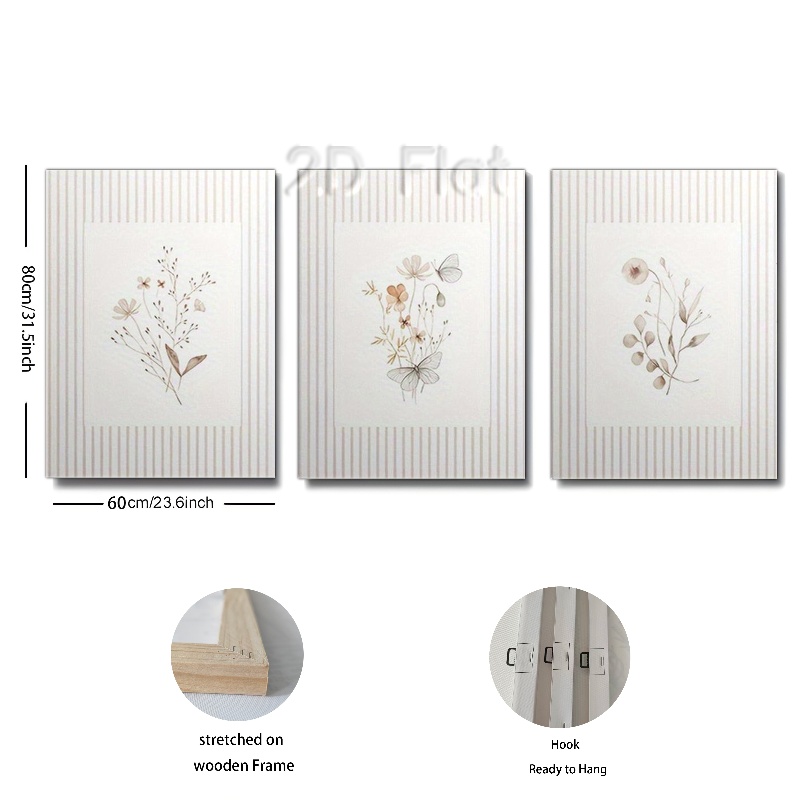 2D Flat
80cm/31.5inch
60cm/23.6inch
stretched on
wooden Frame
Hook
Ready to Hang